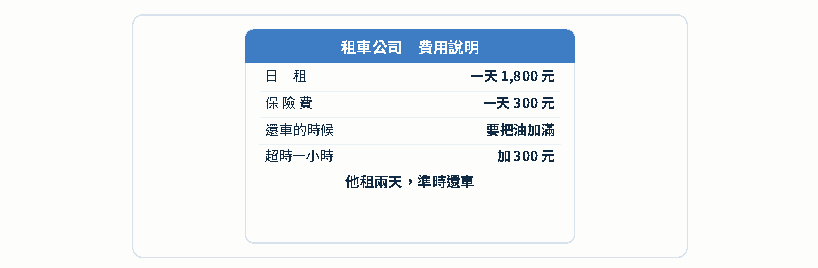 租車公司　費用說明
日　租　一天 1,800 元
保 險 費　一天 300 元
還車的時候　要把油加滿
超時一小時　加 300 元
他租兩天，準時還車